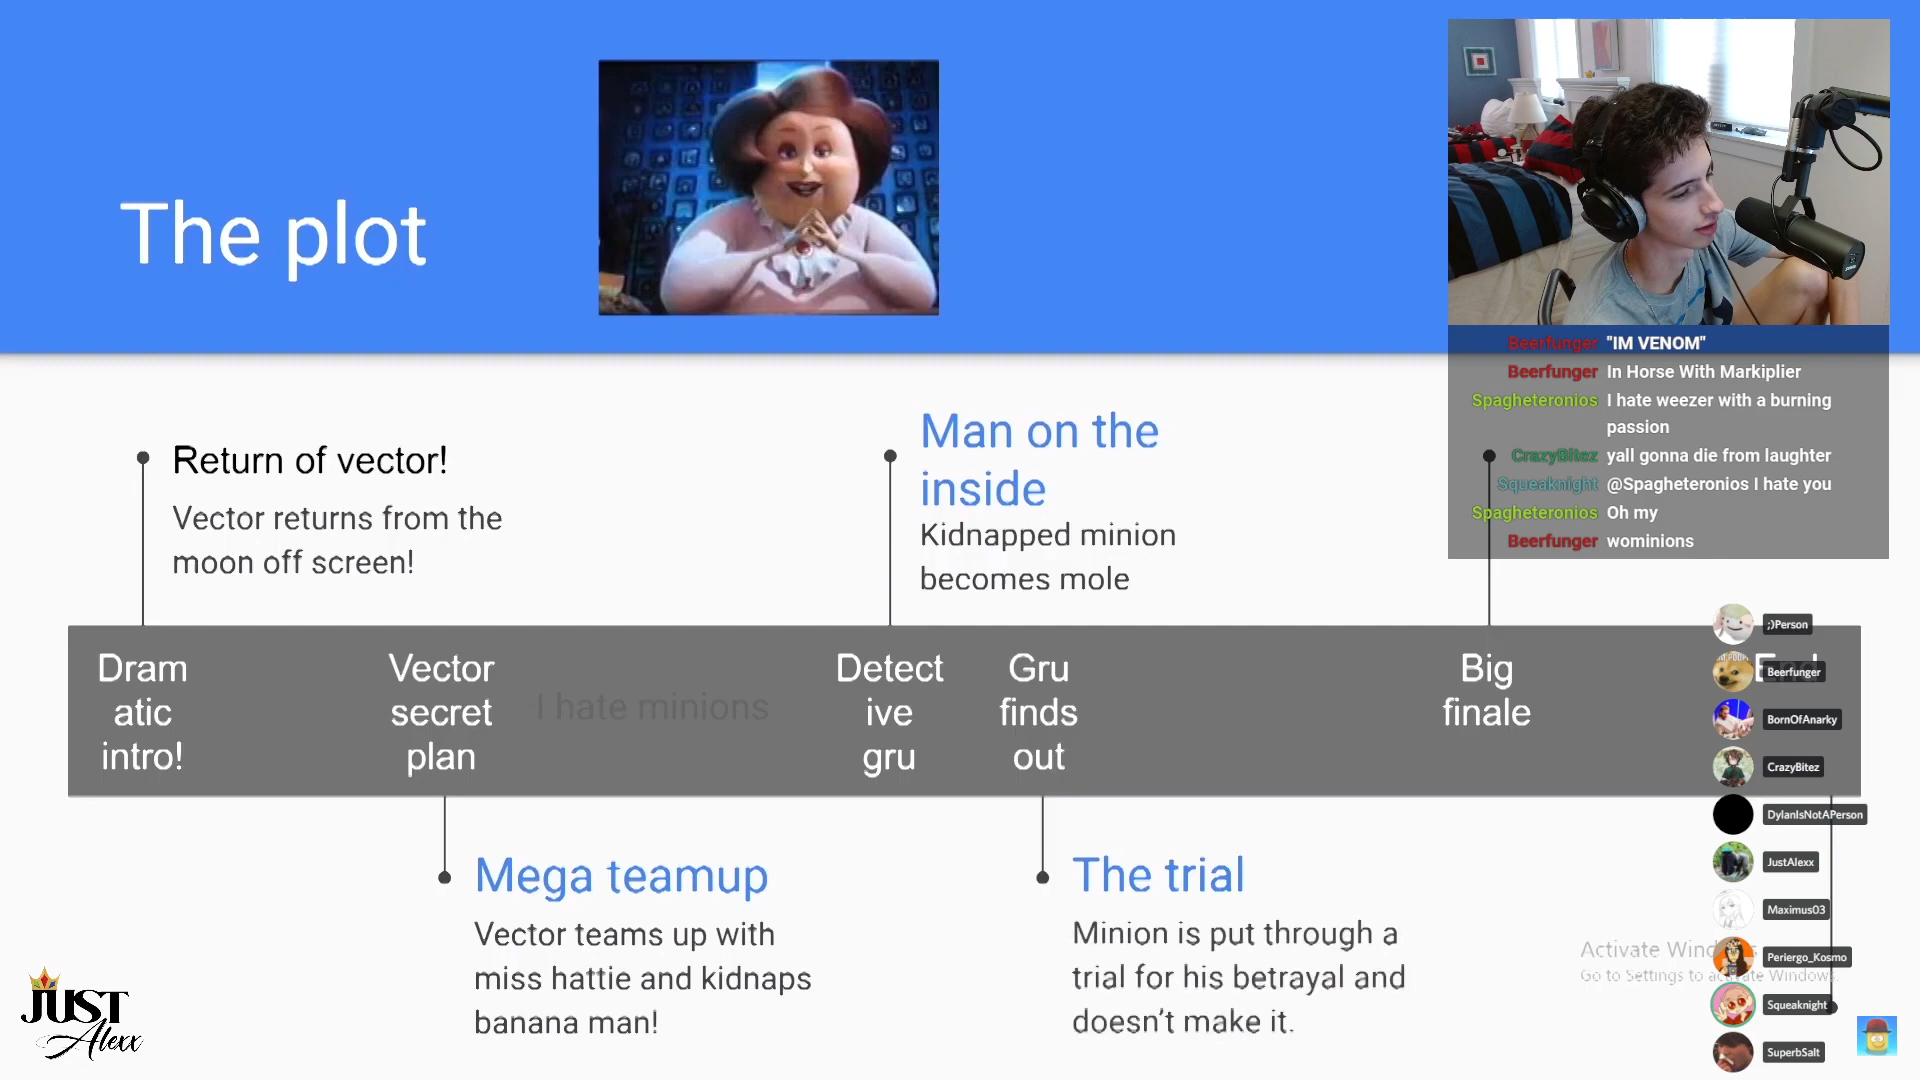 The plot
Beerfunger "IM VENOM"
Beerfunger In Horse With Markiplier
Spagheteronios I hate weezer with a burning
passion
CrazyBitez yall gonna die from laughter
Squeaknight @Spagheteronios I hate you
Spagheteronios Oh my
Beerfunger wominions
Return of vector!
Vector returns from the
moon off screen!
Man on the
inside
Kidnapped minion
becomes mole
Dram
atic
intro!
Vector
secret
plan
I hate minions
Detect
ive
gru
Gru
finds
out
Big
finale
End
;)Person
Beerfunger
BornOfAnarky
CrazyBitez
DylanIsNotAPerson
JustAlexx
Maximus03
Periergo_Kosmo
Squeaknight
SuperbSalt
Mega teamup
Vector teams up with
miss hattie and kidnaps
banana man!
The trial
Minion is put through a
trial for his betrayal and
doesn't make it.
Activate Windows
Go to Settings to activate Windows.
JUST
Alexx